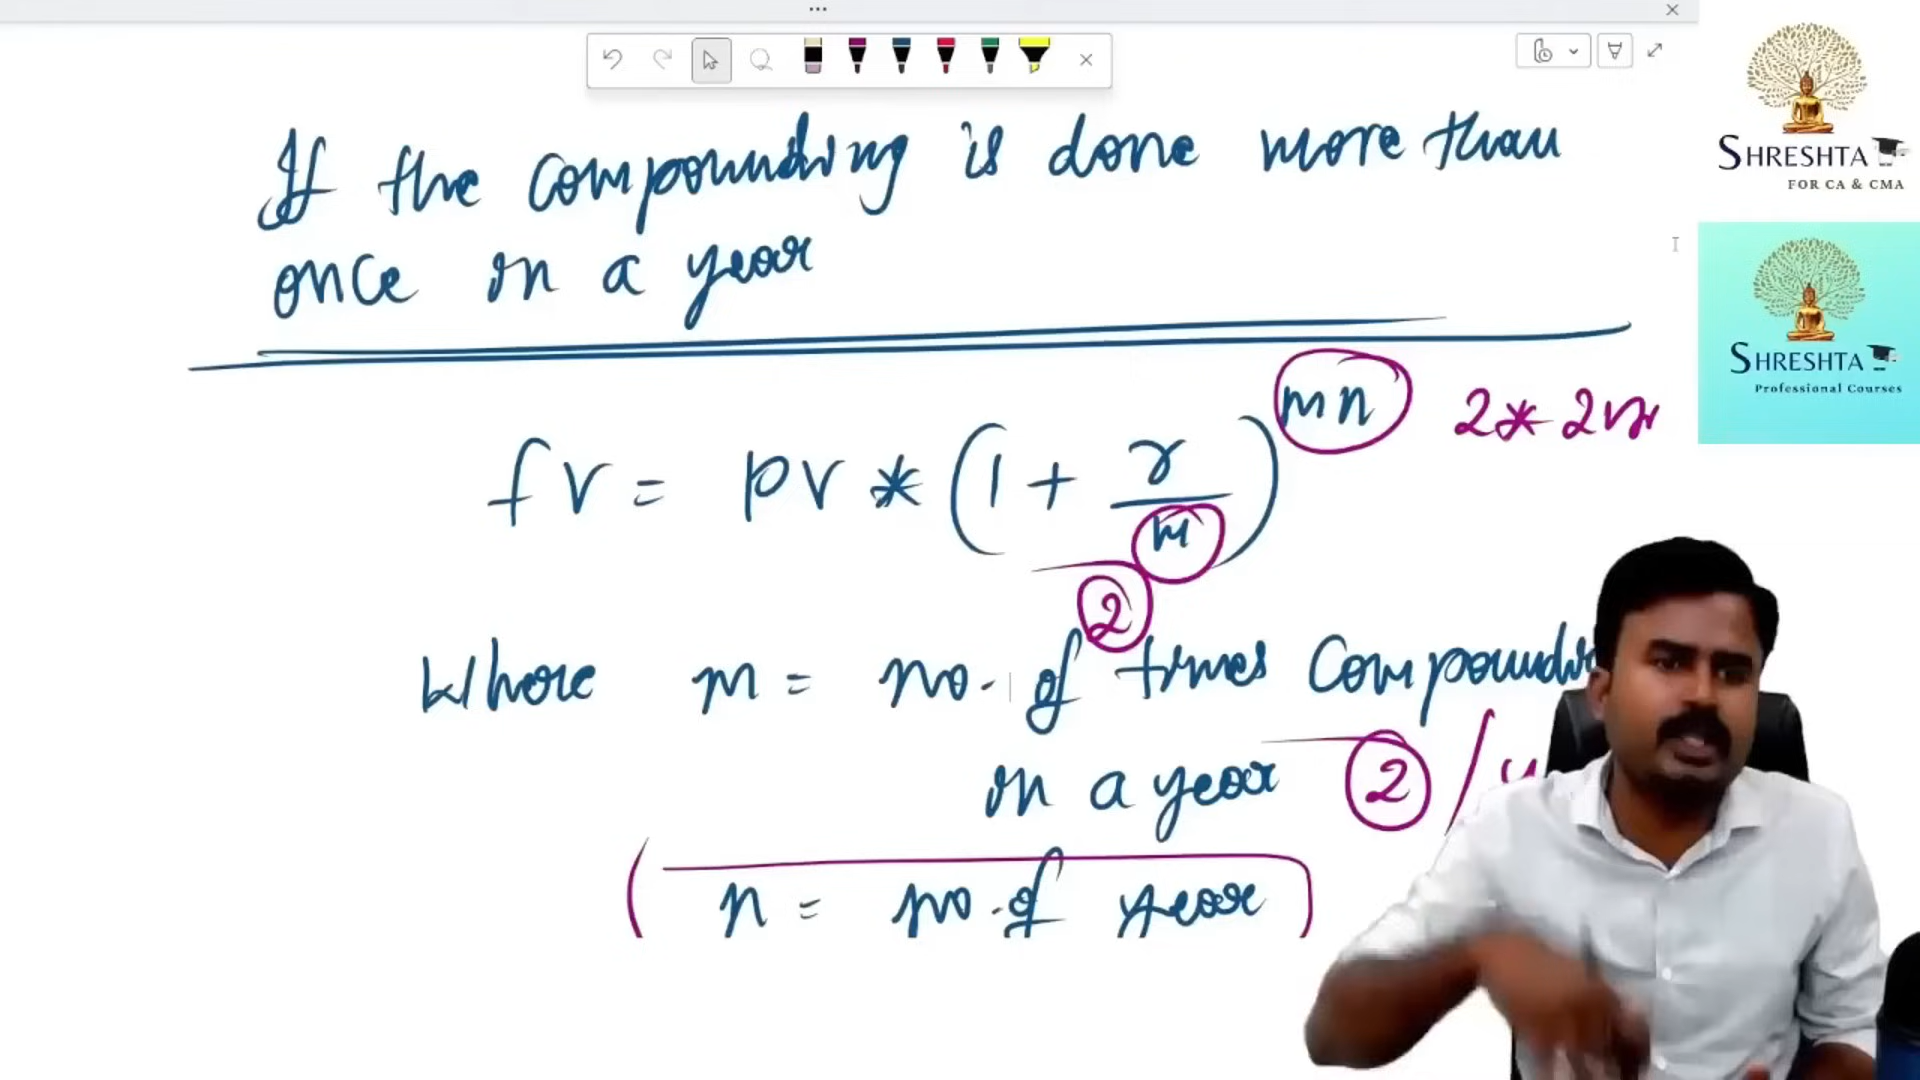 If the compounding is done more than
once in a year
fv = pv * (1 + r/m)^mn 2 * 2yr
2
Where m = no. of times Compoundin
in a year 2 /y
n = no. of year
SHRESHTA
FOR CA & CMA
SHRESHTA
Professional Courses